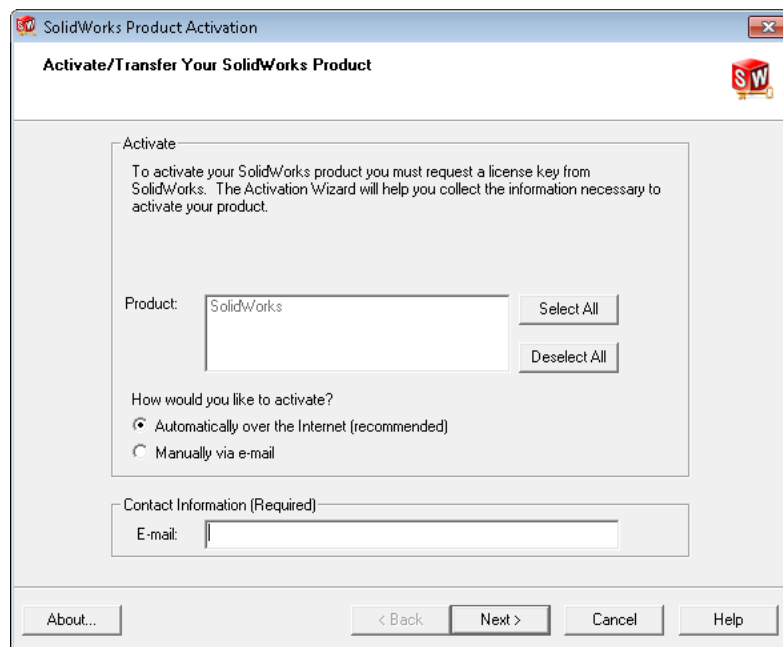 SolidWorks Product Activation
Activate/Transfer Your SolidWorks Product
SW
Activate
To activate your SolidWorks product you must request a license key from
SolidWorks. The Activation Wizard will help you collect the information necessary to
activate your product.
Product:
SolidWorks
Select All
Deselect All
How would you like to activate?
Automatically over the Internet (recommended)
Manually via e-mail
Contact Information (Required)
E-mail:
About...
< Back
Next >
Cancel
Help